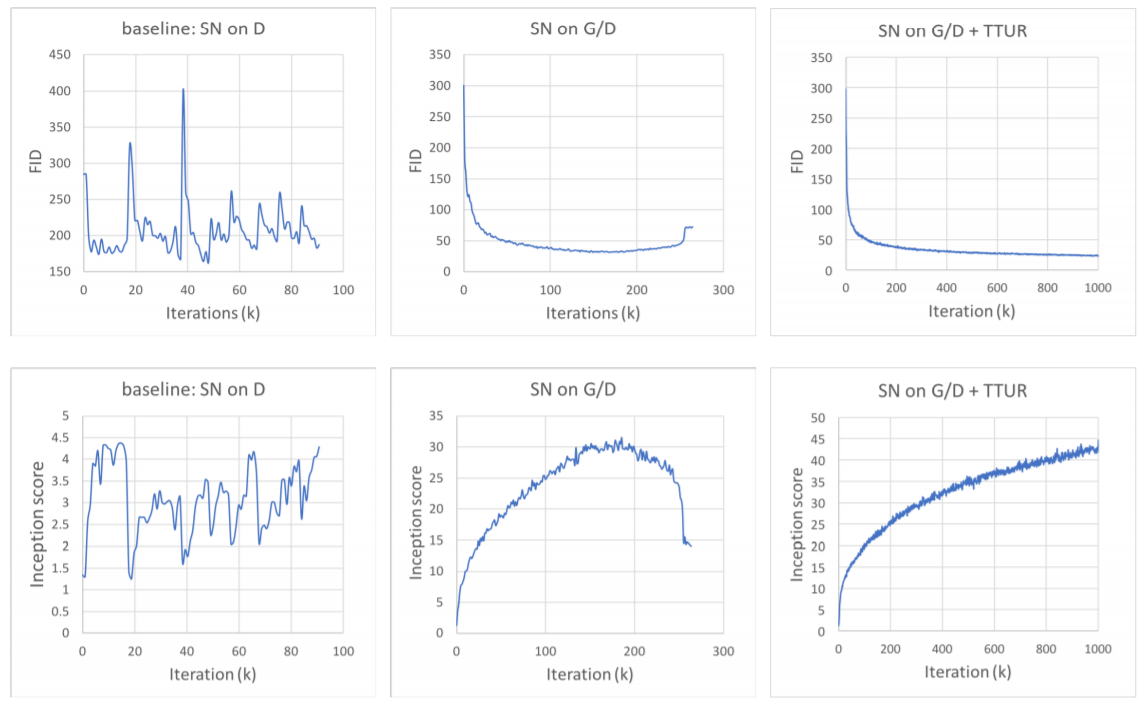 baseline: SN on D
450
400
350
300
250
200
150
FID
0 20 40 60 80 100
Iterations (k)
SN on G/D
350
300
250
200
150
100
50
0
FID
0 100 200 300
Iterations (k)
SN on G/D + TTUR
350
300
250
200
150
100
50
0
FID
0 200 400 600 800 1000
Iteration (k)
baseline: SN on D
5
4.5
4
3.5
3
2.5
2
1.5
1
0.5
0
Inception score
0 20 40 60 80 100
Iteration (k)
SN on G/D
35
30
25
20
15
10
5
0
Inception score
0 100 200 300
Iteration (k)
SN on G/D + TTUR
50
45
40
35
30
25
20
15
10
5
0
Inception score
0 200 400 600 800 1000
Iteration (k)